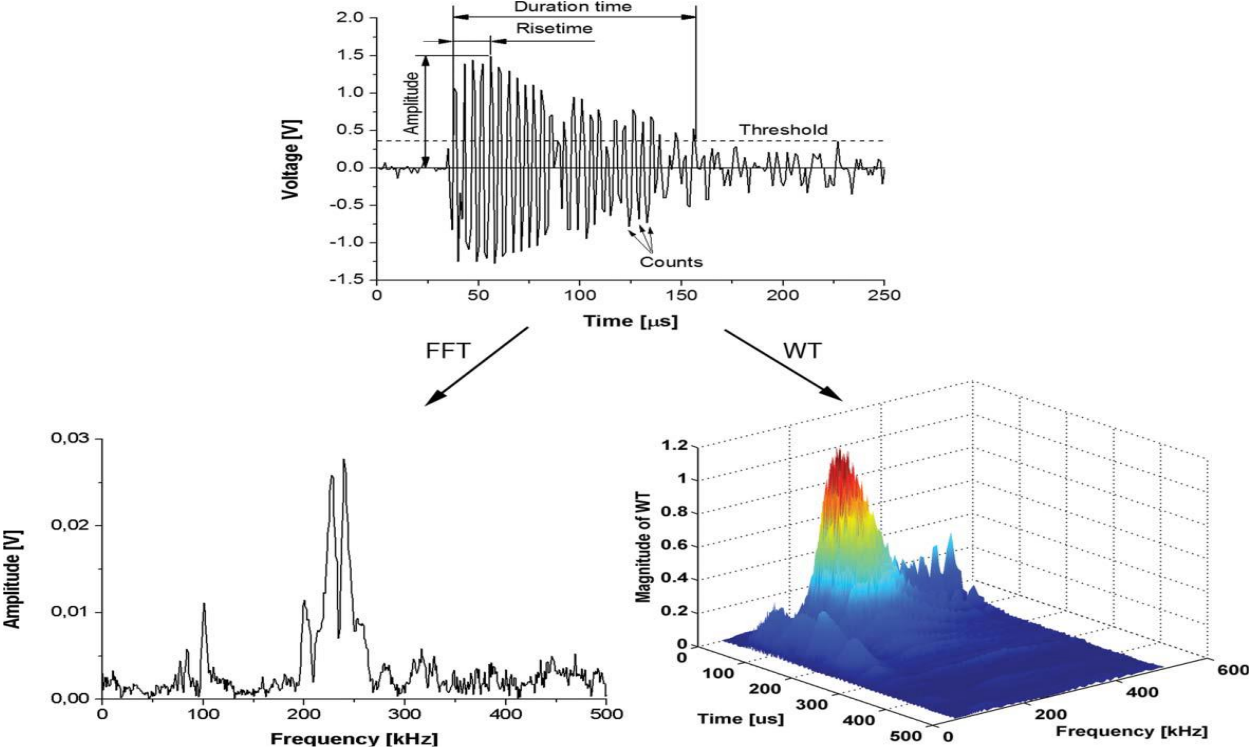 Duration time
Risetime
2.0
1.5
1.0
0.5
0.0
-0.5
-1.0
-1.5
Voltage [V]
Amplitude
Threshold
Counts
0 50 100 150 200 250
Time [µs]
FFT
WT
0,03
0,02
0,01
0,00
Amplitude [V]
0 100 200 300 400 500
Frequency [kHz]
1.2
1
0.8
0.6
0.4
0.2
0
Magnitude of WT
0
100
200
300
400
500
Time [us]
0
200
400
600
Frequency [kHz]